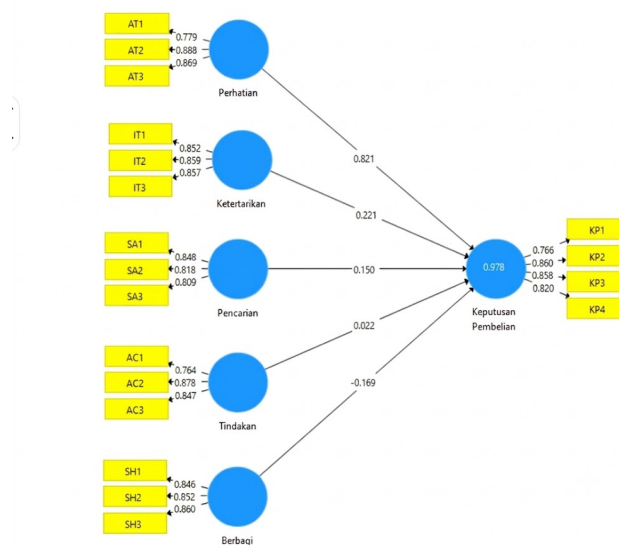 AT1
0.779
AT2
0.888
0.869
AT3
Perhatian
0.821
IT1
0.852
IT2
0.859
0.857
IT3
Ketertarikan
0.221
SA1
0.848
SA2
0.818
0.809
SA3
Pencarian
0.150
AC1
0.764
AC2
0.878
0.847
AC3
Tindakan
0.022
SH1
0.846
SH2
0.852
0.860
SH3
Berbagi
-0.169
0.978
Keputusan
Pembelian
0.766
KP1
0.860
KP2
0.858
KP3
0.820
KP4